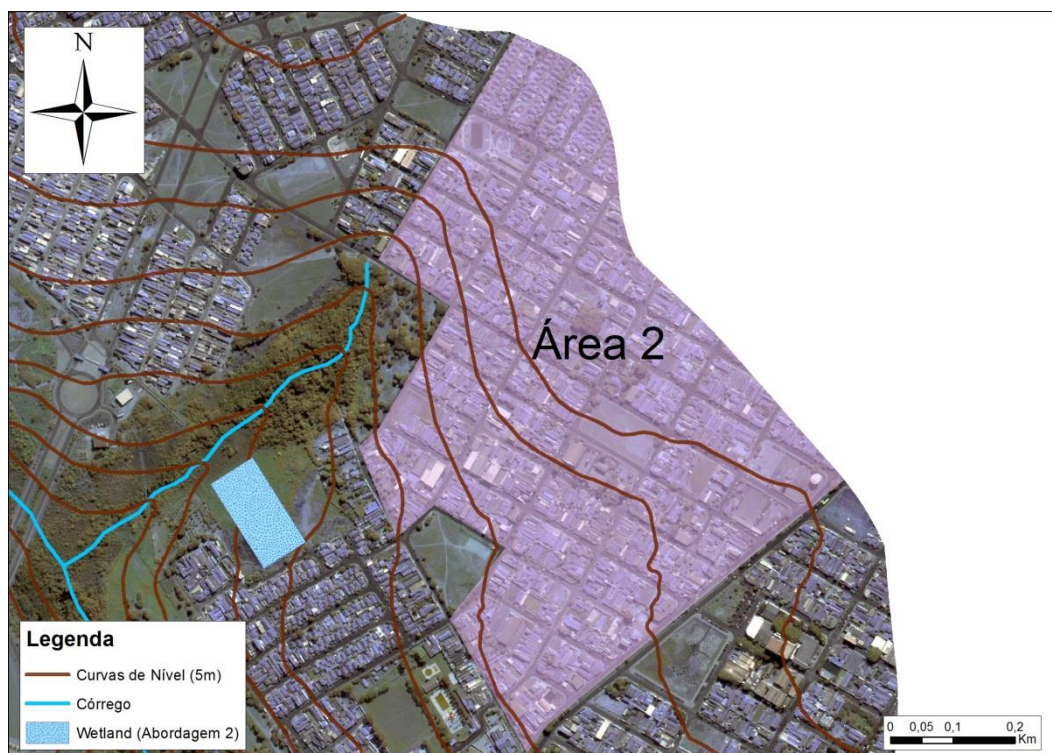 N
Área 2
Legenda
Curvas de Nível (5m)
Córrego
Wetland (Abordagem 2)
0 0,05 0,1 0,2
Km